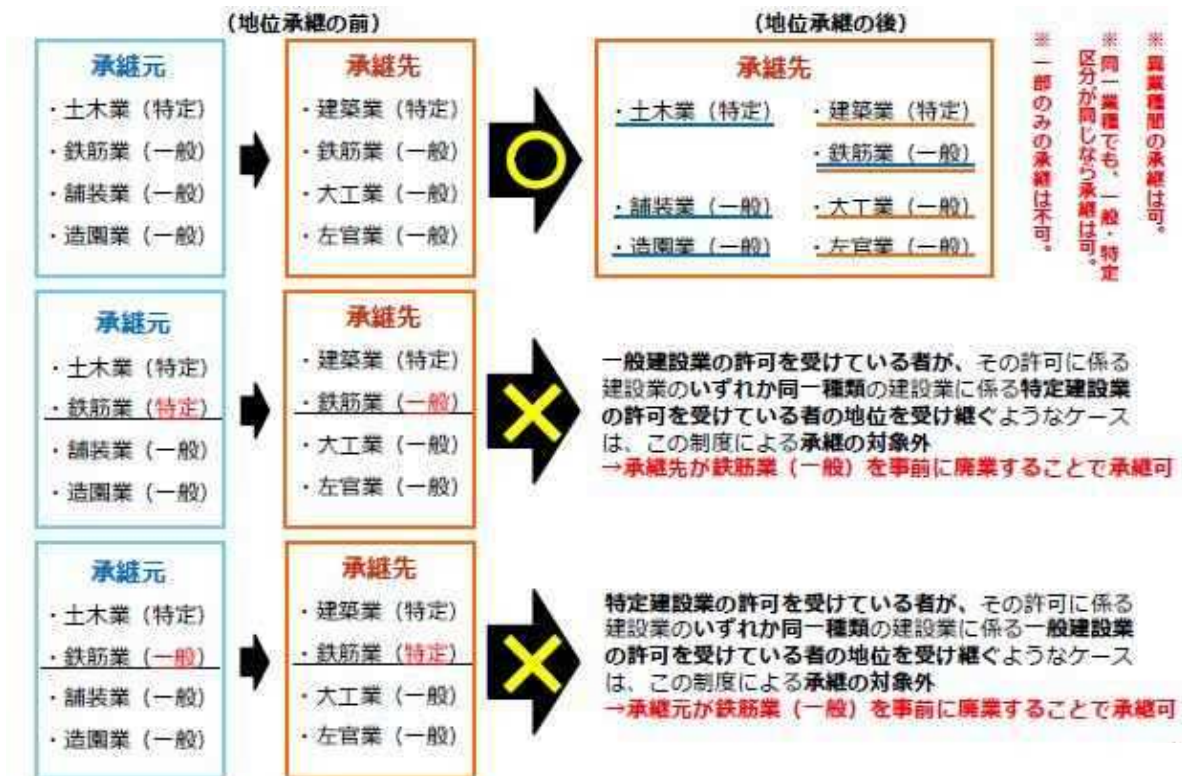 （地位承継の前）
（地位承継の後）
承継元
・土木業（特定）
・鉄筋業（一般）
・舗装業（一般）
・造園業（一般）
承継先
・建築業（特定）
・鉄筋業（一般）
・大工業（一般）
・左官業（一般）
承継先
・土木業（特定）
・建築業（特定）
・鉄筋業（一般）
・舗装業（一般）
・大工業（一般）
・造園業（一般）
・左官業（一般）
※異業種間の承継は可。
※同一業種でも、一般・特定
区分が同じなら承継は可。
※一部のみの承継は不可。
承継元
・土木業（特定）
・鉄筋業（特定）
・舗装業（一般）
・造園業（一般）
承継先
・建築業（特定）
・鉄筋業（一般）
・大工業（一般）
・左官業（一般）
一般建設業の許可を受けている者が、その許可に係る
建設業のいずれか同一種類の建設業に係る特定建設業
の許可を受けている者の地位を受け継ぐようなケース
は、この制度による承継の対象外
→承継先が鉄筋業（一般）を事前に廃業することで承継可
承継元
・土木業（特定）
・鉄筋業（一般）
・舗装業（一般）
・造園業（一般）
承継先
・建築業（特定）
・鉄筋業（特定）
・大工業（一般）
・左官業（一般）
特定建設業の許可を受けている者が、その許可に係る
建設業のいずれか同一種類の建設業に係る一般建設業
の許可を受けている者の地位を受け継ぐようなケース
は、この制度による承継の対象外
→承継元が鉄筋業（一般）を事前に廃業することで承継可